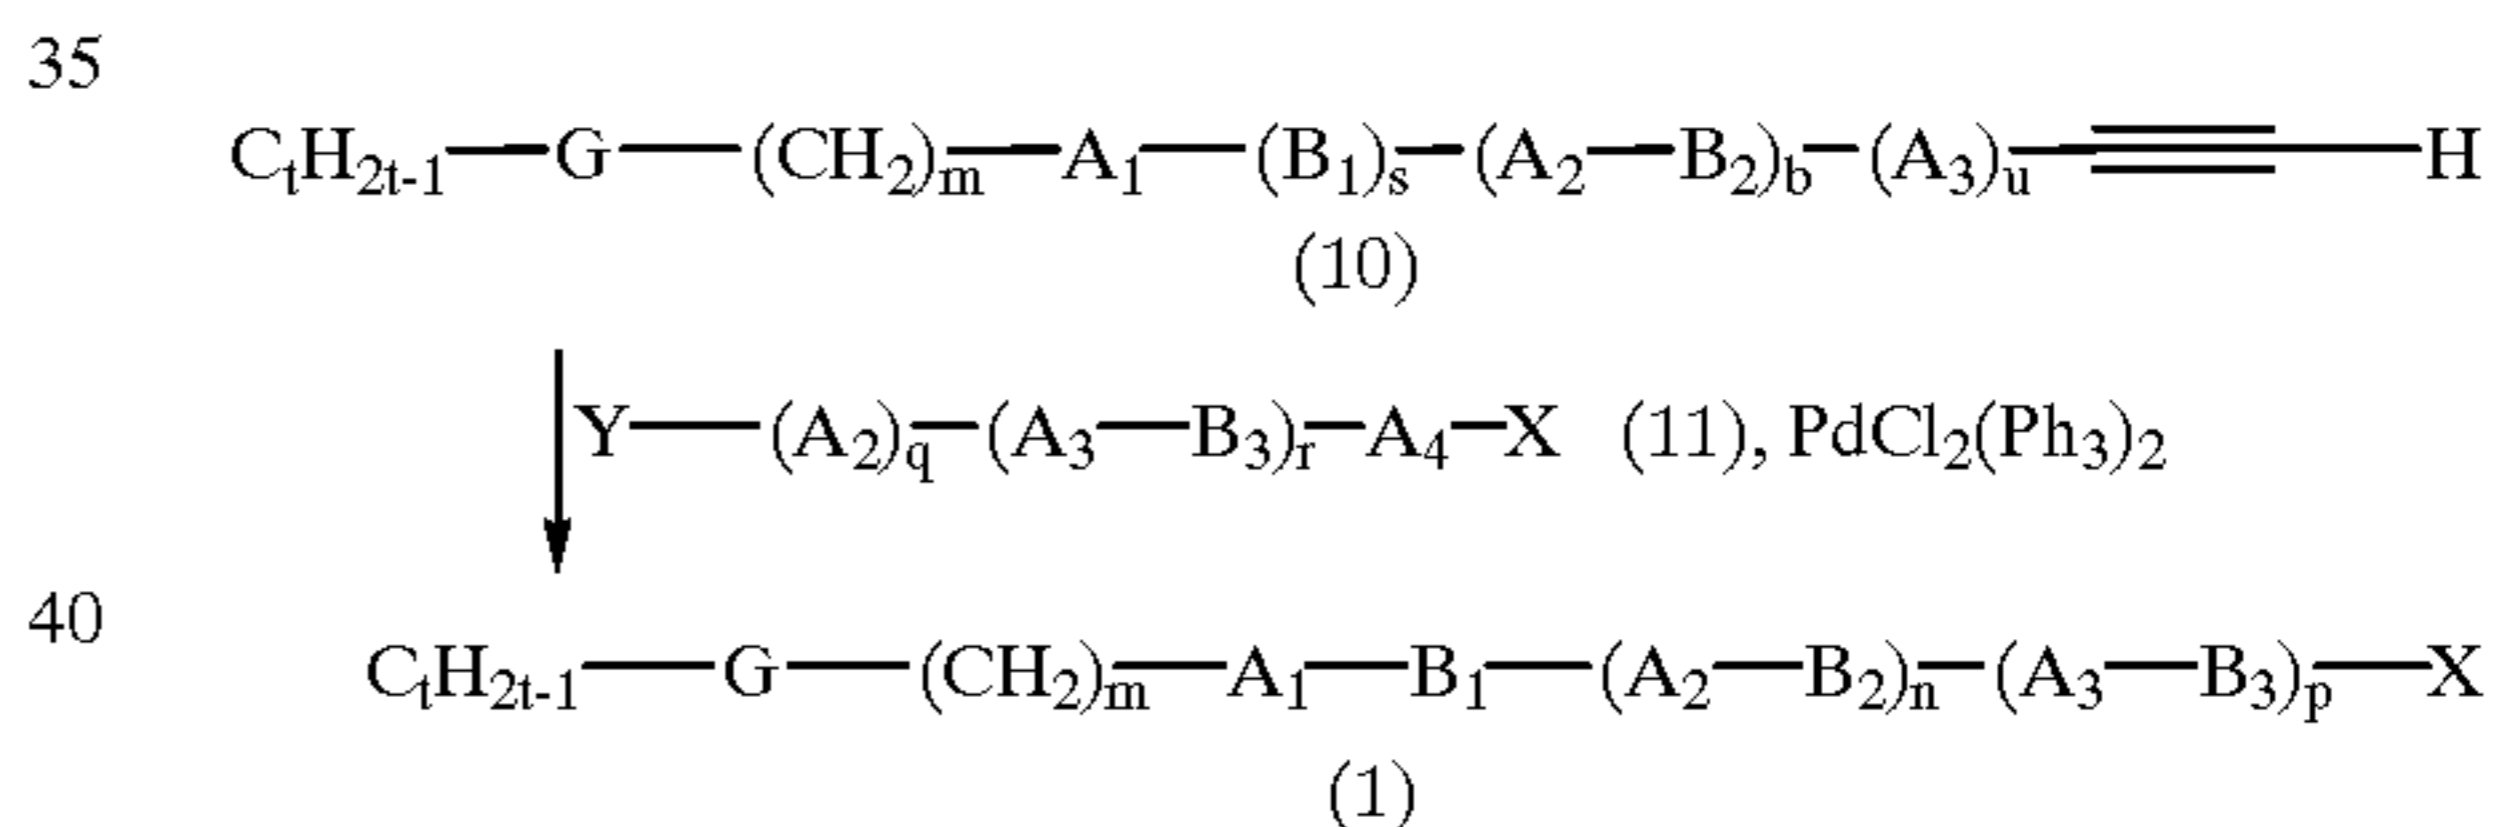 35
CtH2t-1—G—(CH2)m—A1—(B1)s—(A2—B2)b—(A3)u≡H
(10)
Y—(A2)q—(A3—B3)r—A4—X (11), PdCl2(Ph3)2
40
CtH2t-1—G—(CH2)m—A1—B1—(A2—B2)n—(A3—B3)p—X
(1)